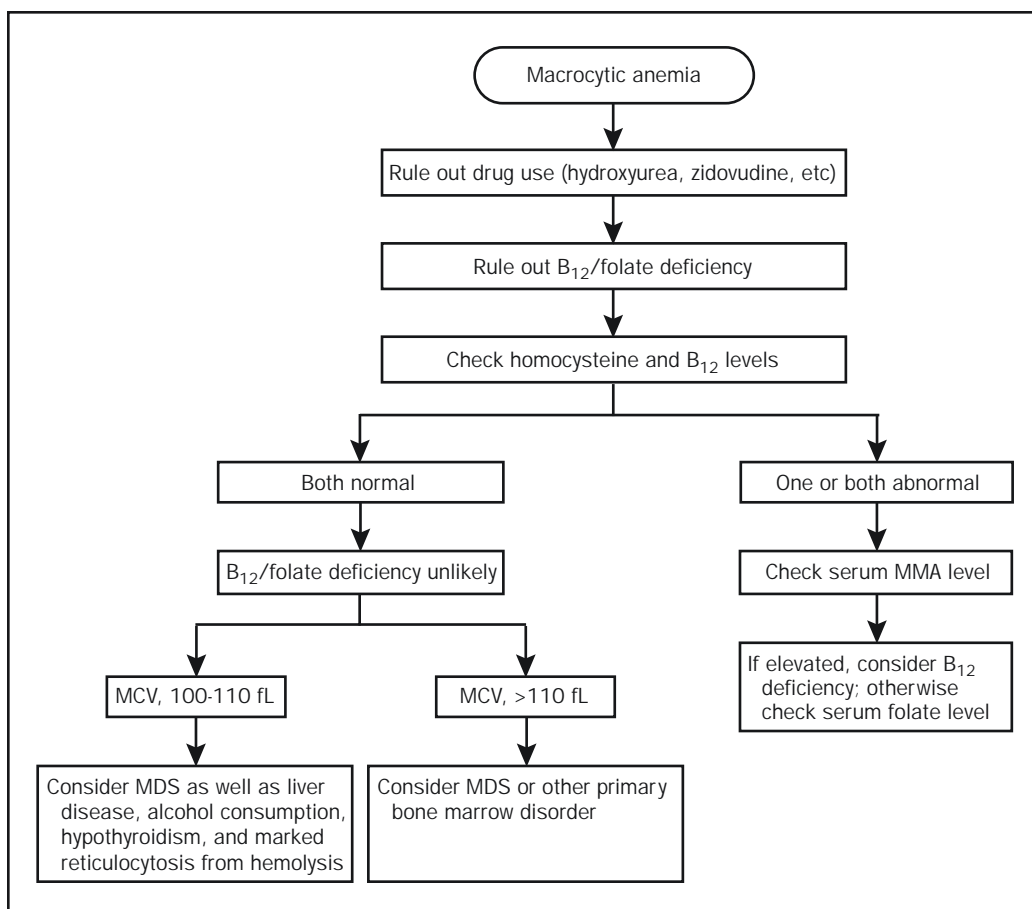 Macrocytic anemia
Rule out drug use (hydroxyurea, zidovudine, etc)
Rule out B12/folate deficiency
Check homocysteine and B12 levels
Both normal
One or both abnormal
B12/folate deficiency unlikely
Check serum MMA level
MCV, 100-110 fL
MCV, >110 fL
If elevated, consider B12
deficiency; otherwise
check serum folate level
Consider MDS as well as liver
disease, alcohol consumption,
hypothyroidism, and marked
reticulocytosis from hemolysis
Consider MDS or other primary
bone marrow disorder